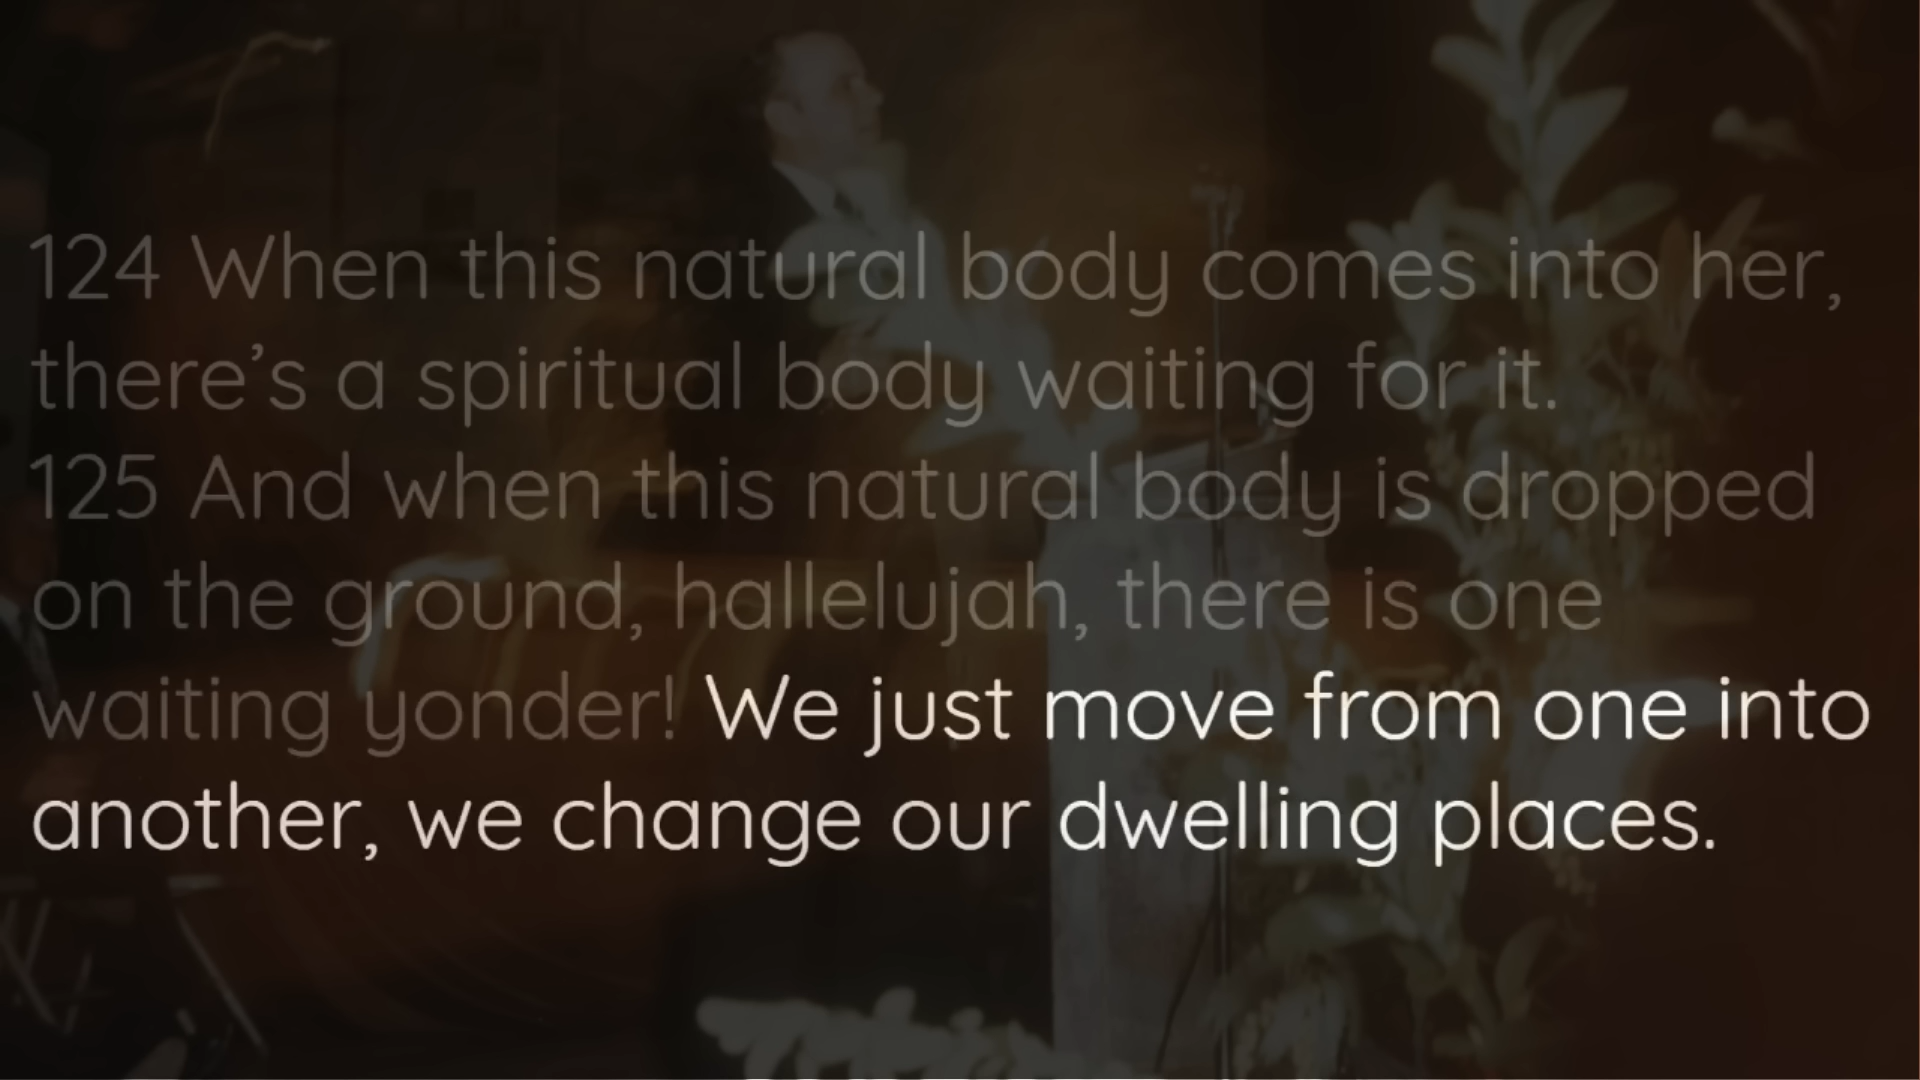 124 When this natural body comes into her,
there’s a spiritual body waiting for it.
125 And when this natural body is dropped
on the ground, hallelujah, there is one
waiting yonder! We just move from one into
another, we change our dwelling places.